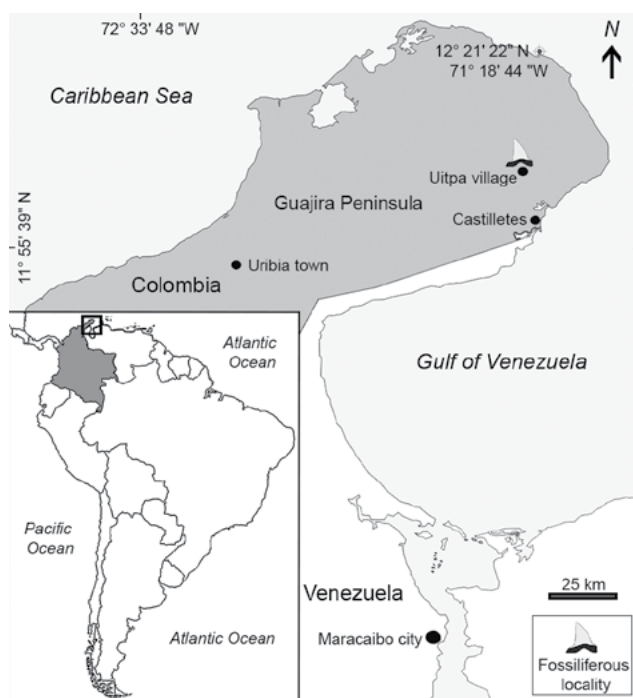 72° 33' 48 "W
12° 21' 22" N
71° 18' 44 "W
N
Caribbean Sea
Uitpa village
Guajira Peninsula
Castilletes
11° 55' 39" N
Uribia town
Colombia
Atlantic
Ocean
Gulf of Venezuela
Pacific
Ocean
Venezuela
25 km
Maracaibo city
Atlantic Ocean
Fossiliferous
locality